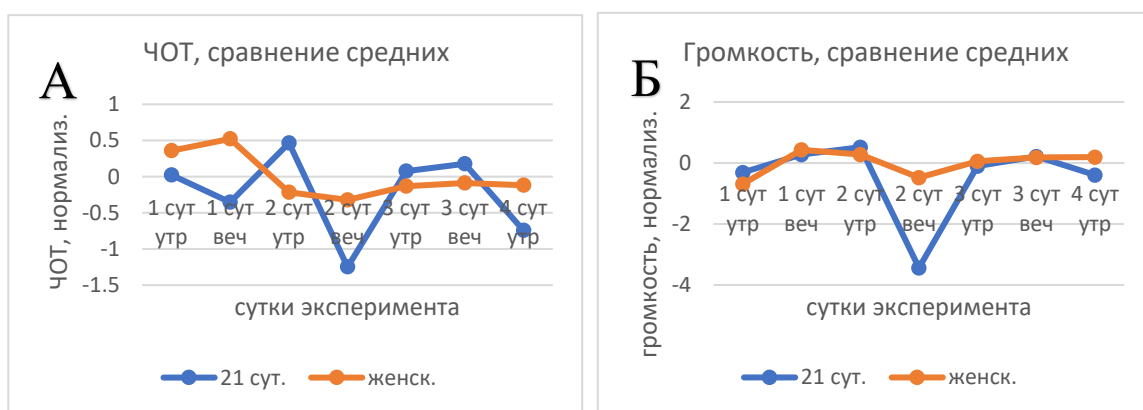 А
ЧОТ, сравнение средних
ЧОТ, нормализ.
1
0.5
0
-0.5
-1
-1.5
1 сут утр
1 сут веч
2 сут утр
2 сут веч
3 сут утр
3 сут веч
4 сут утр
сутки эксперимента
21 сут.
женск.
Б
Громкость, сравнение средних
громкость, нормализ.
2
0
-2
-4
1 сут утр
1 сут веч
2 сут утр
2 сут веч
3 сут утр
3 сут веч
4 сут утр
сутки эксперимента
21 сут.
женск.